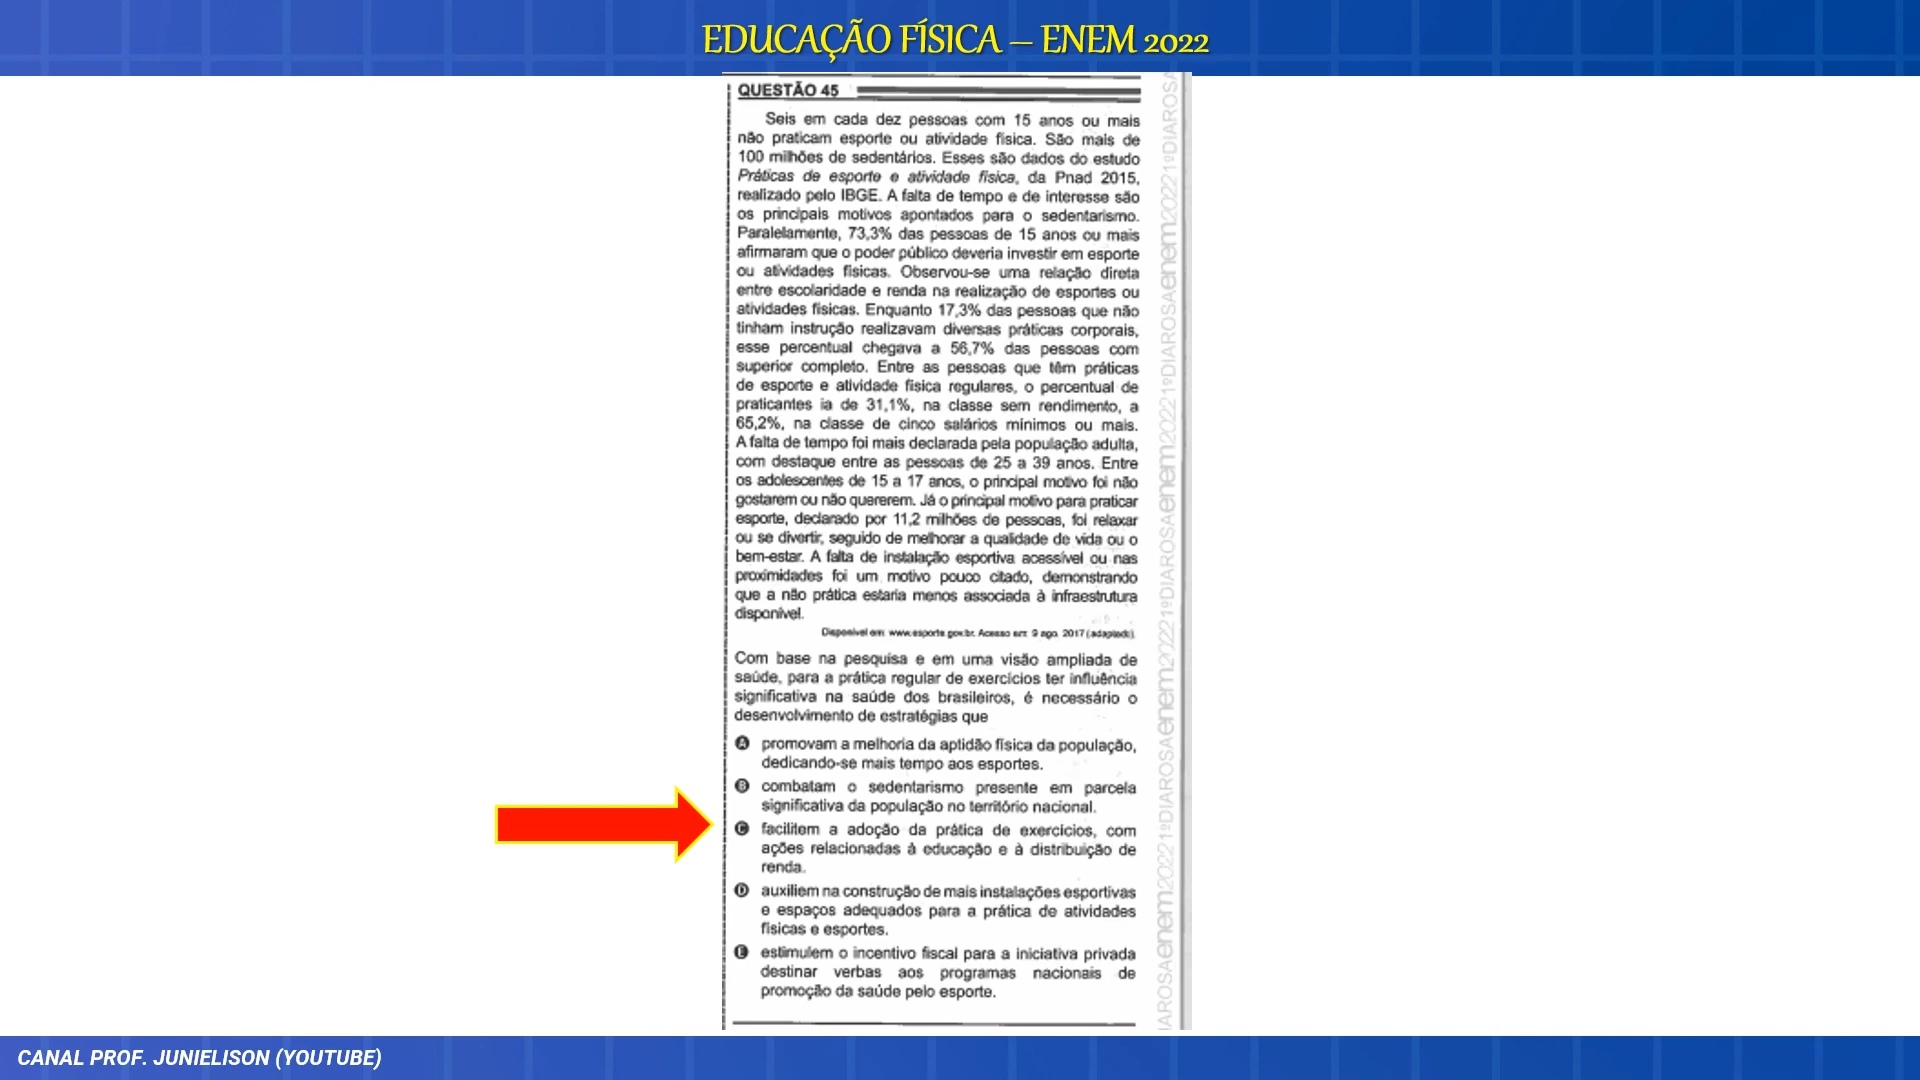 EDUCAÇÃO FÍSICA – ENEM 2022
QUESTÃO 45
Seis em cada dez pessoas com 15 anos ou mais
não praticam esporte ou atividade física. São mais de
100 milhões de sedentários. Esses são dados do estudo
Práticas de esporte e atividade física, da Pnad 2015,
realizado pelo IBGE. A falta de tempo e de interesse são
os principais motivos apontados para o sedentarismo.
Paralelamente, 73,3% das pessoas de 15 anos ou mais
afirmaram que o poder público deveria investir em esporte
ou atividades físicas. Observou-se uma relação direta
entre escolaridade e renda na realização de esportes ou
atividades físicas. Enquanto 17,3% das pessoas que não
tinham instrução realizavam diversas práticas corporais,
esse percentual chegava a 56,7% das pessoas com
superior completo. Entre as pessoas que têm práticas
de esporte e atividade física regulares, o percentual de
praticantes ia de 31,1%, na classe sem rendimento, a
65,2%, na classe de cinco salários mínimos ou mais.
A falta de tempo foi mais declarada pela população adulta,
com destaque entre as pessoas de 25 a 39 anos. Entre
os adolescentes de 15 a 17 anos, o principal motivo foi não
gostarem ou não quererem. Já o principal motivo para praticar
esporte, declarado por 11,2 milhões de pessoas, foi relaxar
ou se divertir, seguido de melhorar a qualidade de vida ou o
bem-estar. A falta de instalação esportiva acessível ou nas
proximidades foi um motivo pouco citado, demonstrando
que a não prática estaria menos associada à infraestrutura
disponível.
Disponível em: www.esporte.gov.br. Acesso em: 9 ago. 2017 (adaptado).
Com base na pesquisa e em uma visão ampliada de
saúde, para a prática regular de exercícios ter influência
significativa na saúde dos brasileiros, é necessário o
desenvolvimento de estratégias que
A promovam a melhoria da aptidão física da população,
dedicando-se mais tempo aos esportes.
B combatam o sedentarismo presente em parcela
significativa da população no território nacional.
C facilitem a adoção da prática de exercícios, com
ações relacionadas à educação e à distribuição de
renda.
D auxiliem na construção de mais instalações esportivas
e espaços adequados para a prática de atividades
físicas e esportes.
E estimulem o incentivo fiscal para a iniciativa privada
destinar verbas aos programas nacionais de
promoção da saúde pelo esporte.
IAROSAenem2022 1ºDIAROSAenem2022 1ºDIAROSAenem2022 1ºDIAROSAenem2022 1ºDIAROSA
CANAL PROF. JUNIELISON (YOUTUBE)